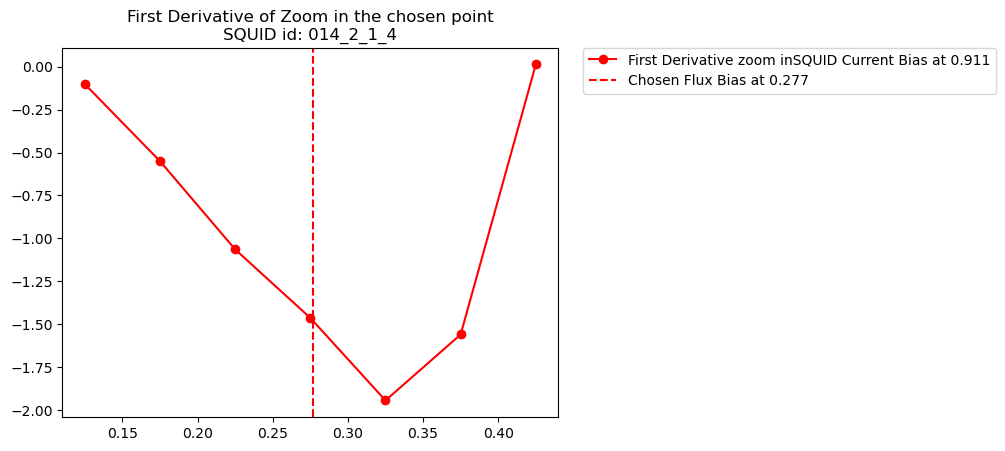 First Derivative of Zoom in the chosen point
SQUID id: 014_2_1_4
First Derivative zoom inSQUID Current Bias at 0.911
Chosen Flux Bias at 0.277
0.00
−0.25
−0.50
−0.75
−1.00
−1.25
−1.50
−1.75
−2.00
0.15 0.20 0.25 0.30 0.35 0.40